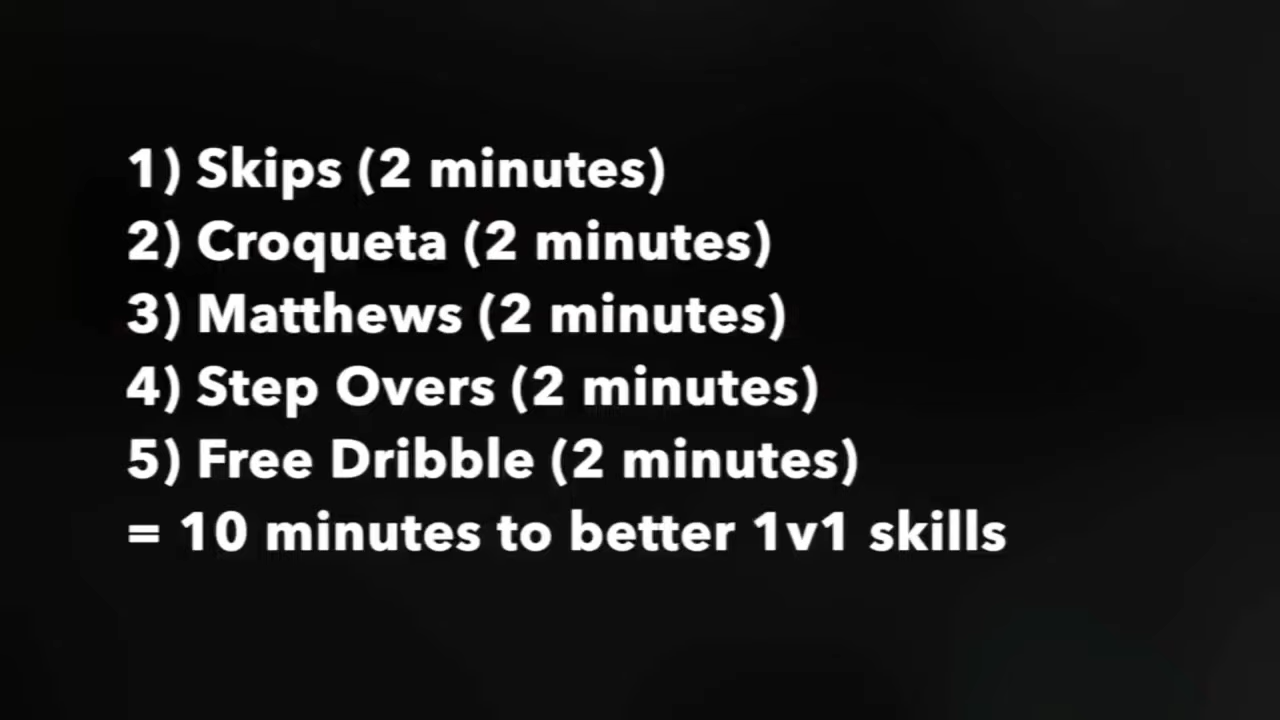 1) Skips (2 minutes)
2) Croqueta (2 minutes)
3) Matthews (2 minutes)
4) Step Overs (2 minutes)
5) Free Dribble (2 minutes)
= 10 minutes to better 1v1 skills